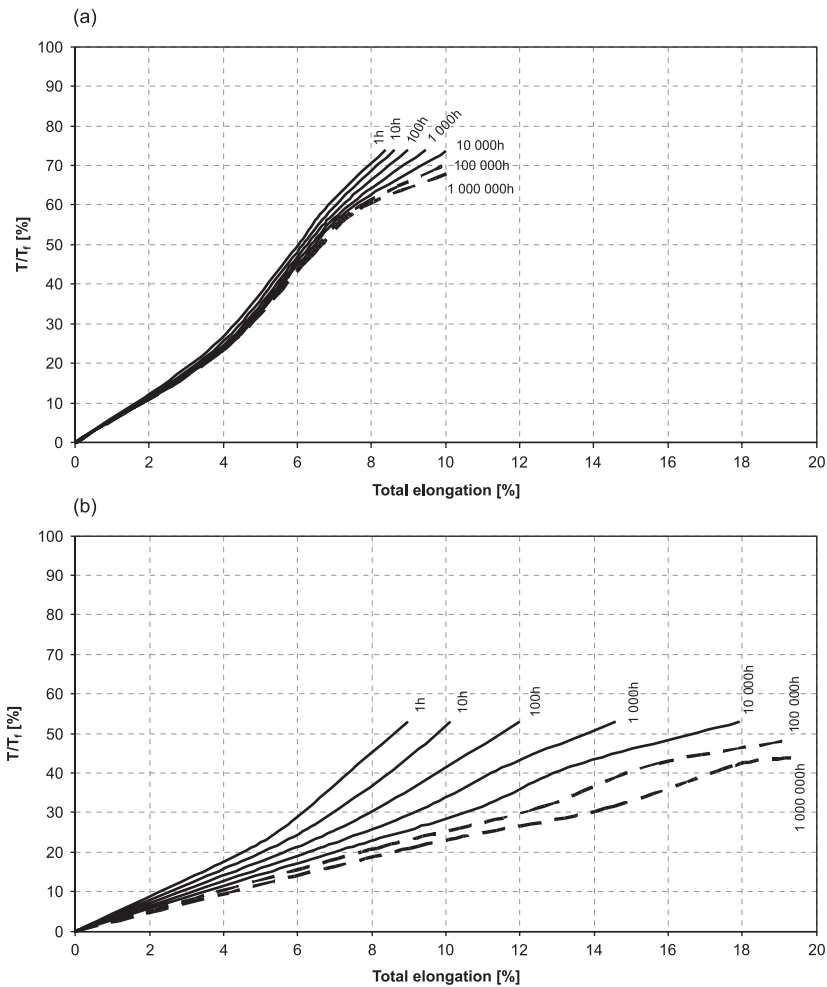 (a)
100
90
80
70
60
50
40
30
20
10
0
T/Tf [%]
1h
10h
100h
1 000h
10 000h
100 000h
1 000 000h
0 2 4 6 8 10 12 14 16 18 20
Total elongation [%]
(b)
100
90
80
70
60
50
40
30
20
10
0
T/Tf [%]
1h
10h
100h
1 000h
10 000h
100 000h
1 000 000h
0 2 4 6 8 10 12 14 16 18 20
Total elongation [%]